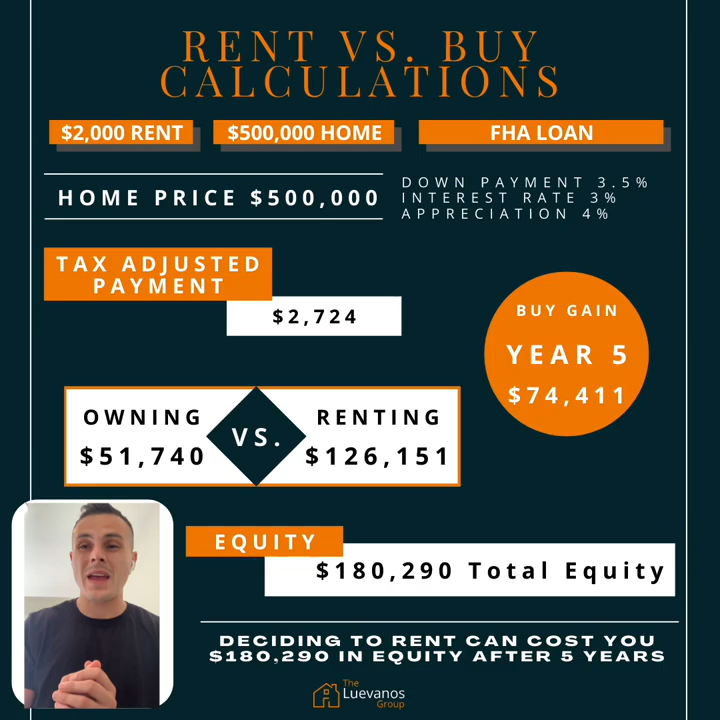 RENT VS. BUY
CALCULATIONS
$2,000 RENT
$500,000 HOME
FHA LOAN
HOME PRICE $500,000
DOWN PAYMENT 3.5%
INTEREST RATE 3%
APPRECIATION 4%
TAX ADJUSTED
PAYMENT
$2,724
BUY GAIN
YEAR 5
$74,411
OWNING
$51,740
VS.
RENTING
$126,151
EQUITY
$180,290 Total Equity
DECIDING TO RENT CAN COST YOU
$180,290 IN EQUITY AFTER 5 YEARS
The
Luevanos
Group